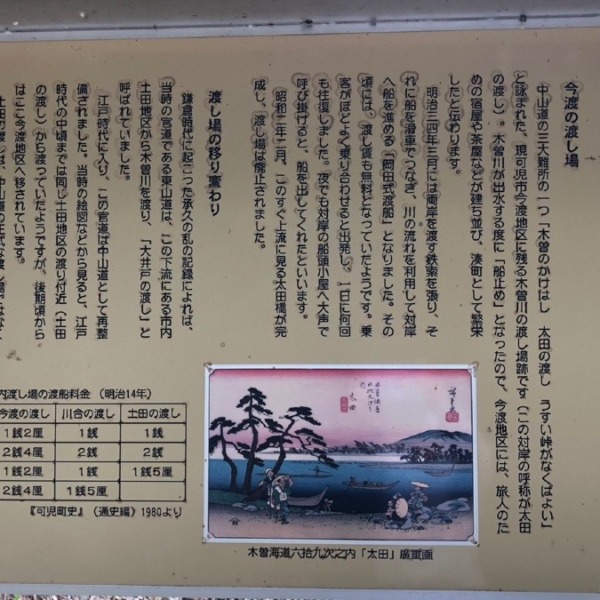 今渡の渡し場
中山道の三大難所の一つ「木曽のかけはし　太田の渡し　うすい峠がなくばよい」
と詠まれた、現可児市今渡地区に残る木曽川の渡し場跡です（この対岸の呼称が太田
の渡し）。木曽川が出水する度に「船止め」となったので、今渡地区には、旅人のた
めの宿屋や茶屋などが建ち並び、湊町として繁栄
したと伝わります。
明治三四年三月には両岸を渡す鉄索を張り、そ
れに船を滑車でつなぎ、川の流れを利用して対岸
へ船を進める「岡田式渡船」となりました。その
頃には、渡し賃も無料となっていたようです。乗
客がほどよく乗り合わせると出発し、一日に何回
も往復しました。夜でも対岸の船頭小屋へ大声で
呼び掛けると、船を出してくれたといいます。
昭和二年二月、このすぐ上流に見る太田橋が完
成し、渡し場は廃止されました。
渡し場の移り変わり
鎌倉時代に起こった承久の乱の記録によれば、
当時の官道である東山道は、この下流にある市内
土田地区から木曽川を渡り、「大井戸の渡し」と
呼ばれていました。
江戸時代に入り、この官道が中山道として再整
備されました。当時の絵図などから見ると、江戸
時代の中頃までは同じ土田地区の渡り付近（土田
の渡し）から渡っていたようですが、後期頃から
はここ今渡地区へ移されています。
土田の渡しは、中山道の正式な渡し場ではなく
内渡し場の渡船料金（明治14年）
今渡の渡し　川合の渡し　土田の渡し
1銭2厘　1銭　1銭
2銭4厘　2銭　2銭
1銭2厘　1銭　1銭5厘
2銭4厘　1銭5厘
『可児町史』（通史編）1980より
太田
廣重画
木曽海道六拾九次之内「太田」廣重画